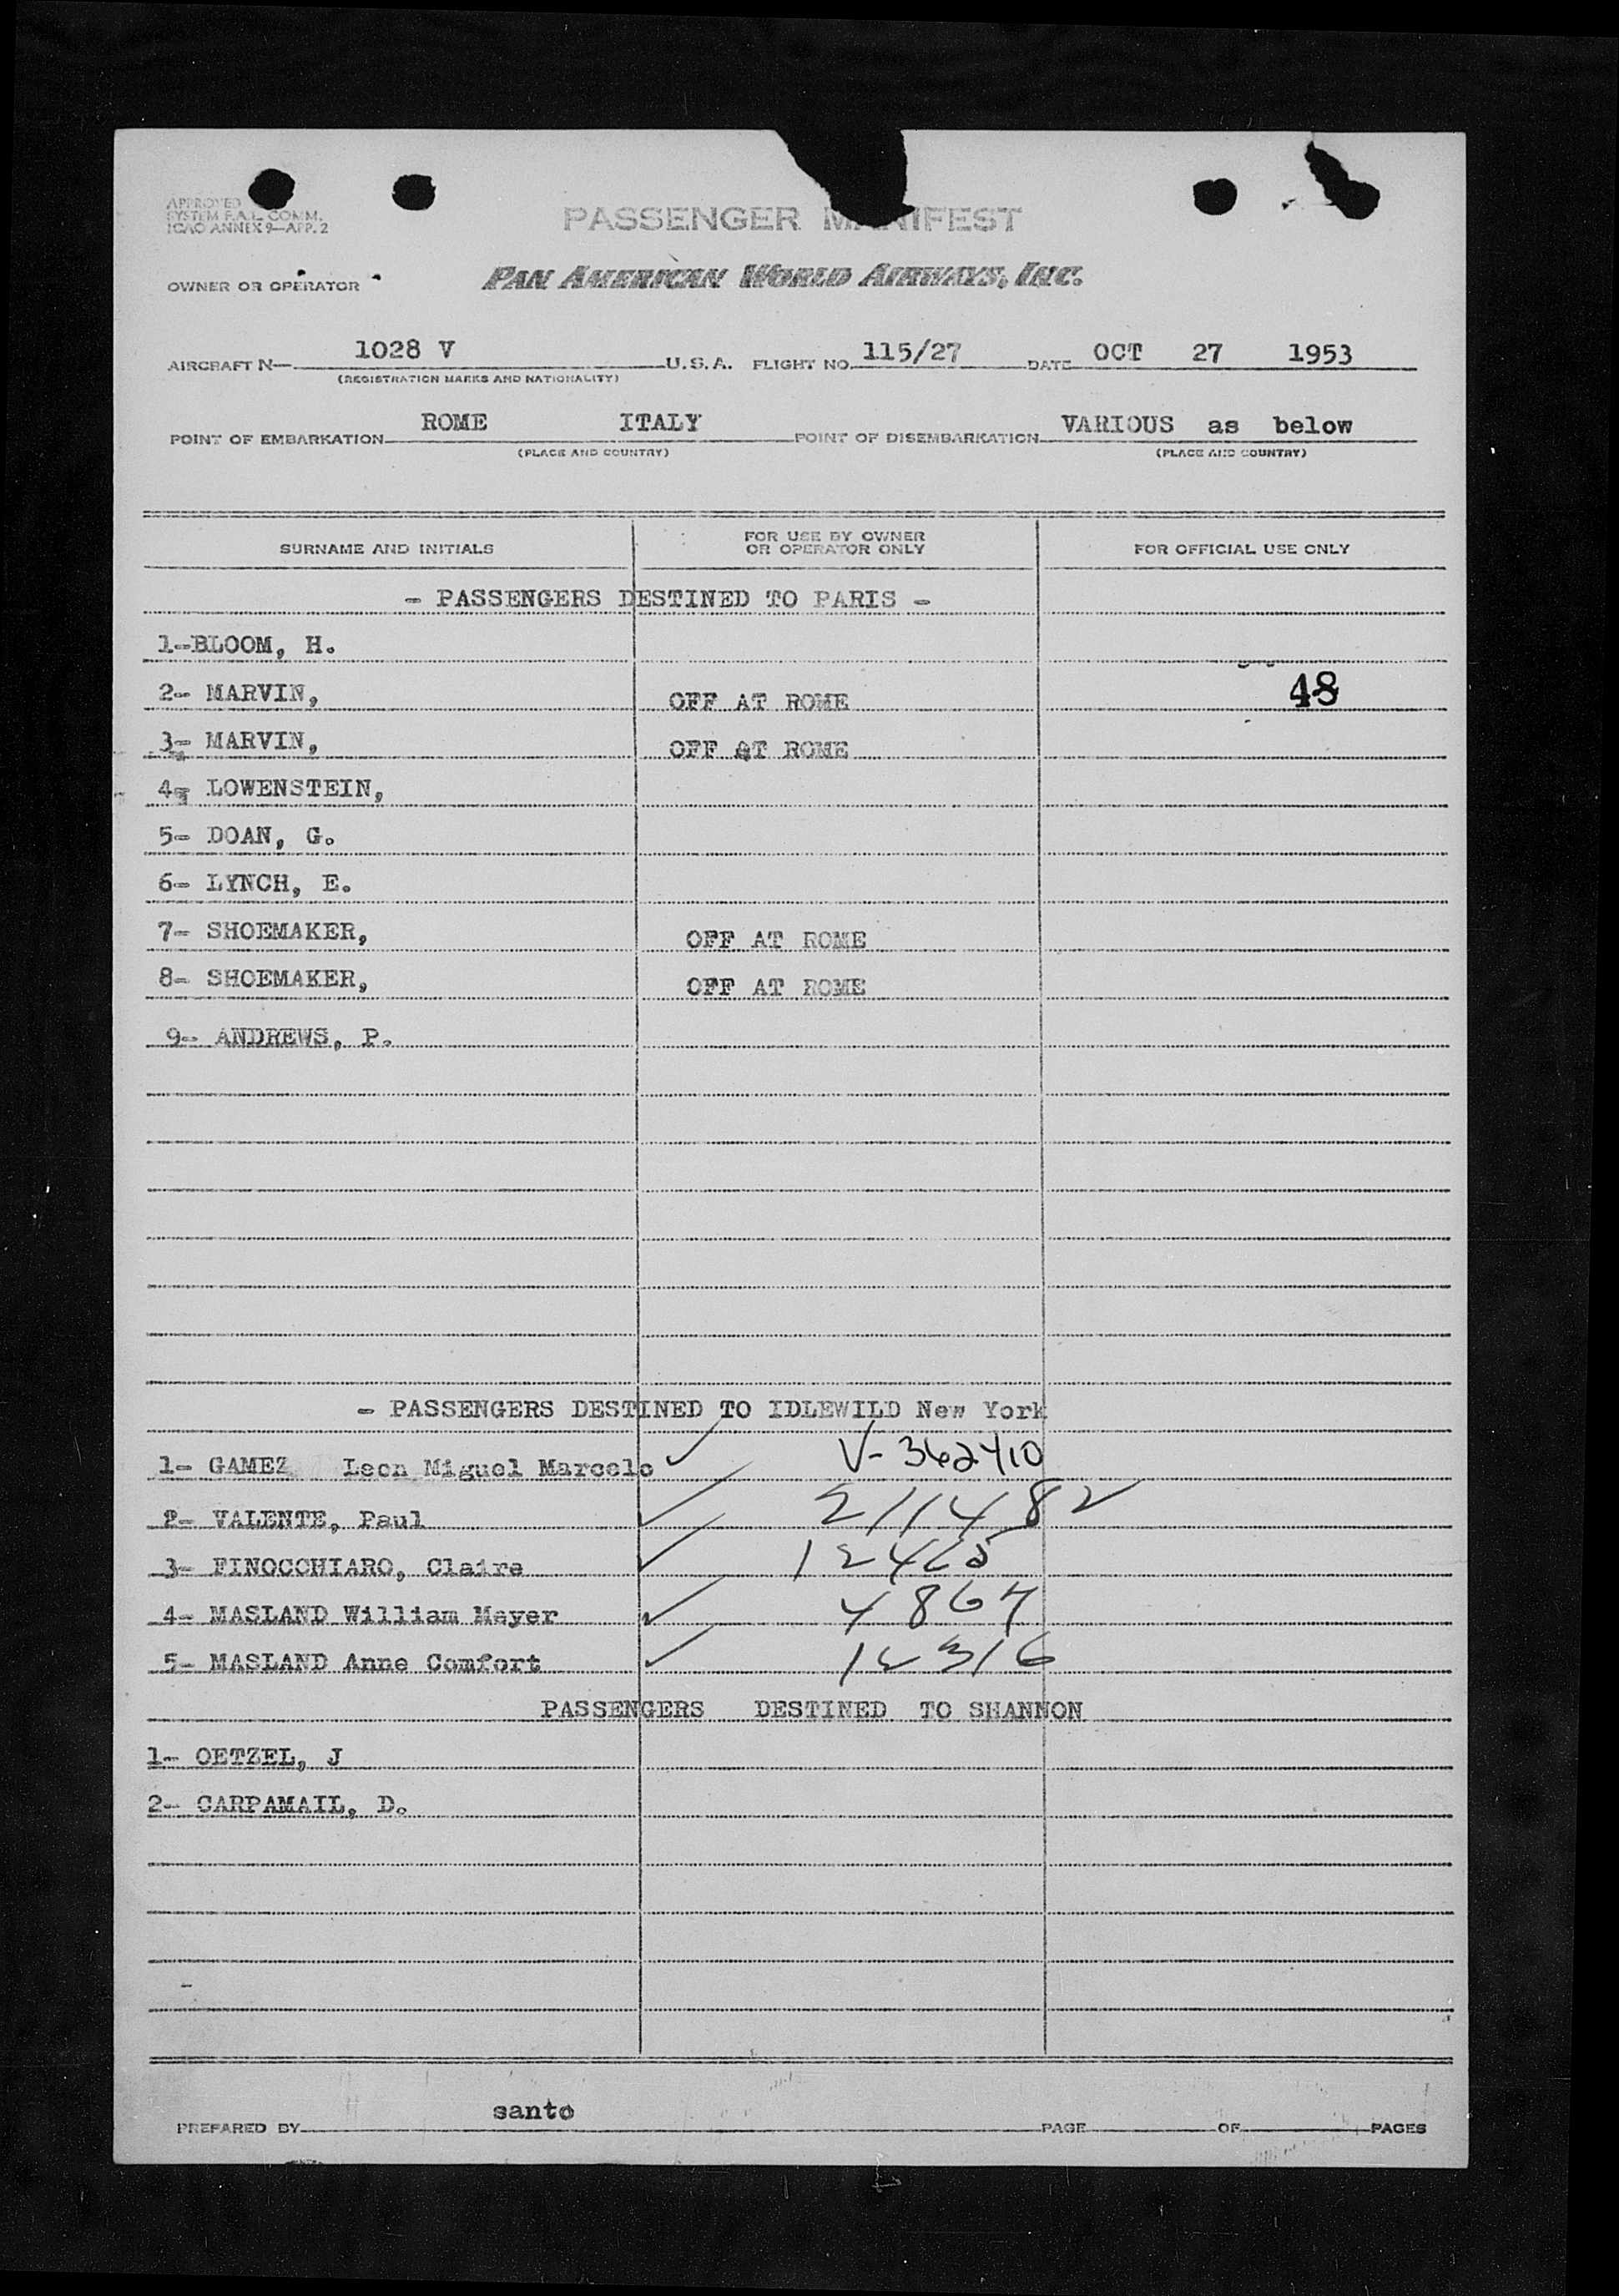 APPROVED
SYSTEM F.A.L. COMM.
ICAO ANNEX 9—APP. 2
PASSENGER MANIFEST
OWNER OR OPERATOR PAN AMERICAN WORLD AIRWAYS, INC.
AIRCRAFT N— 1028 V U.S.A. FLIGHT NO. 115/27 DATE OCT 27 1953
(REGISTRATION MARKS AND NATIONALITY)
POINT OF EMBARKATION ROME ITALY POINT OF DISEMBARKATION VARIOUS as below
(PLACE AND COUNTRY) (PLACE AND COUNTRY)
SURNAME AND INITIALS FOR USE BY OWNER OR OPERATOR ONLY FOR OFFICIAL USE ONLY
- PASSENGERS DESTINED TO PARIS -
1-BLOOM, H.
2- MARVIN, OFF AT ROME 48
3- MARVIN, OFF AT ROME
4- LOWENSTEIN,
5- DOAN, G.
6- LYNCH, E.
7- SHOEMAKER, OFF AT ROME
8- SHOEMAKER, OFF AT ROME
9- ANDREWS, P.
- PASSENGERS DESTINED TO IDLEWILD New York
1- GAMEZ Leon Miguel Marcelo ✓ V-362410
2- VALENTE, Paul ✓ 211482
3- FINOCCHIARO, Claire ✓
4- MASLAND William Mayer ✓ 4867
5- MASLAND Anne Comfort ✓ 12316
PASSENGERS DESTINED TO SHANNON
1- OETZEL, J
2- CARPAMAIL, D.
PREPARED BY santo PAGE OF PAGES